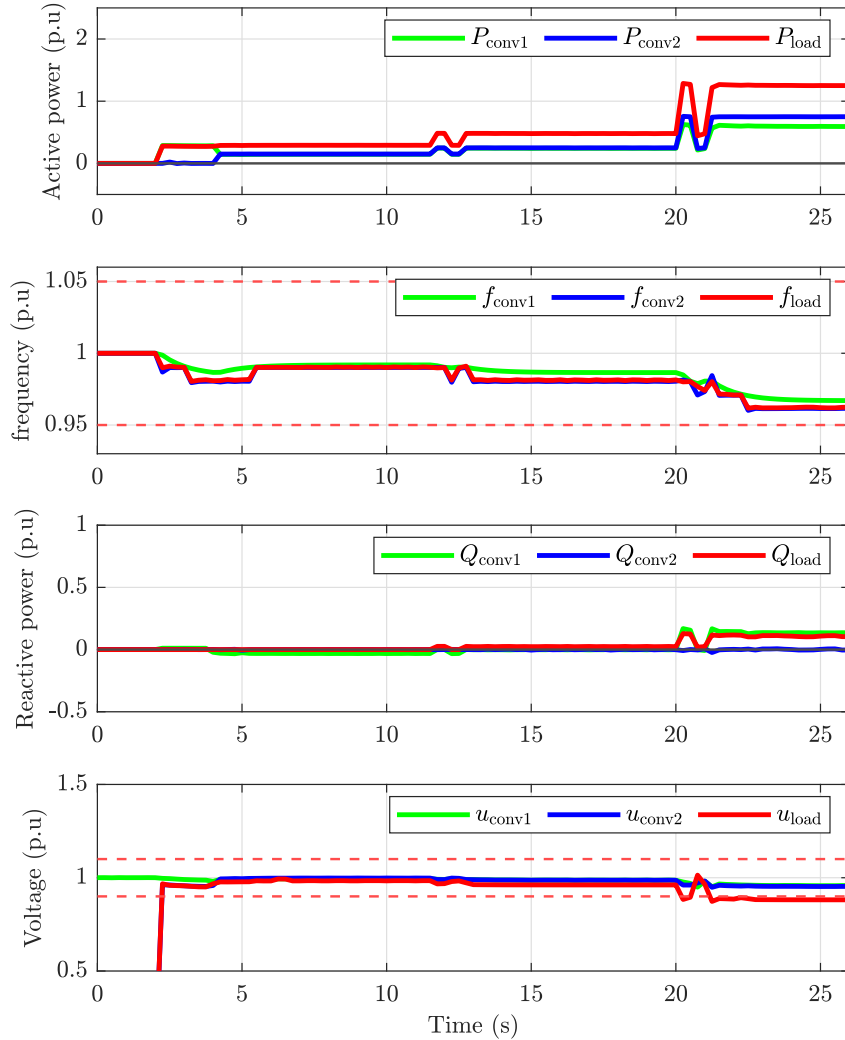 Active power (p.u)
2
1
0
P_conv1 P_conv2 P_load
0 5 10 15 20 25
frequency (p.u)
1.05
1
0.95
f_conv1 f_conv2 f_load
0 5 10 15 20 25
Reactive power (p.u)
1
0.5
0
-0.5
Q_conv1 Q_conv2 Q_load
0 5 10 15 20 25
Voltage (p.u)
1.5
1
0.5
u_conv1 u_conv2 u_load
0 5 10 15 20 25
Time (s)